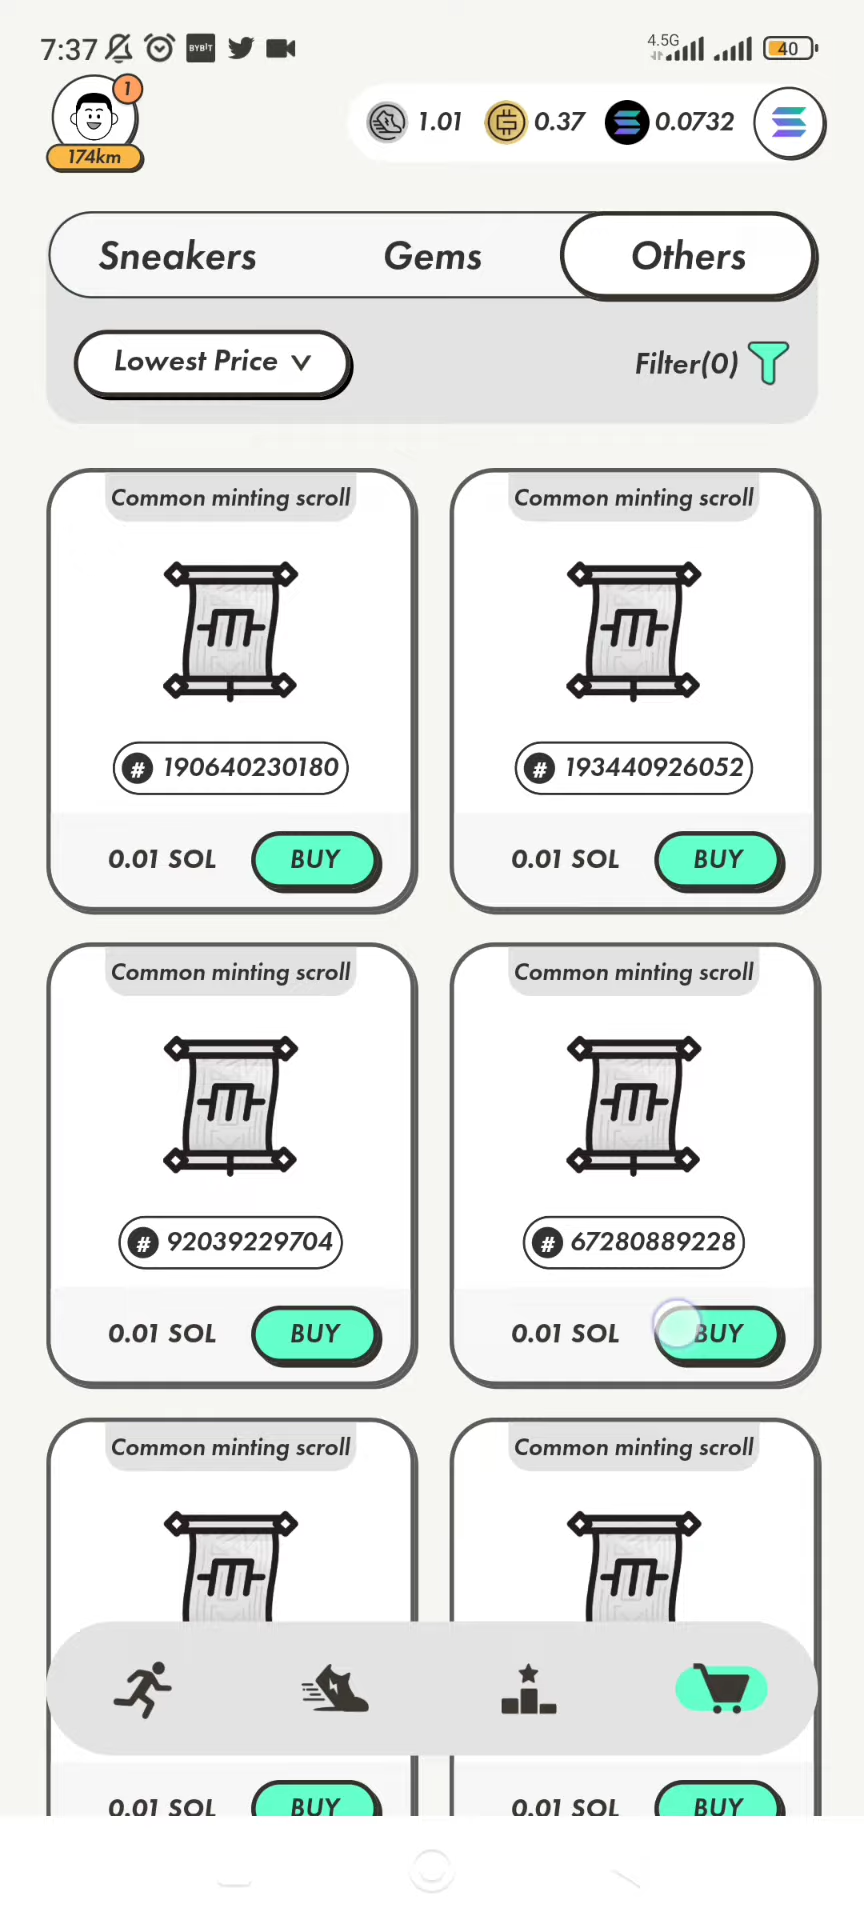 7:37 BYBIT 4.5G 40
1
174km
1.01 0.37 0.0732
Sneakers Gems Others
Lowest Price Filter(0)
Common minting scroll Common minting scroll
# 190640230180 # 193440926052
0.01 SOL BUY 0.01 SOL BUY
Common minting scroll Common minting scroll
# 92039229704 # 67280889228
0.01 SOL BUY 0.01 SOL BUY
Common minting scroll Common minting scroll
0.01 SOL BUY 0.01 SOL BUY